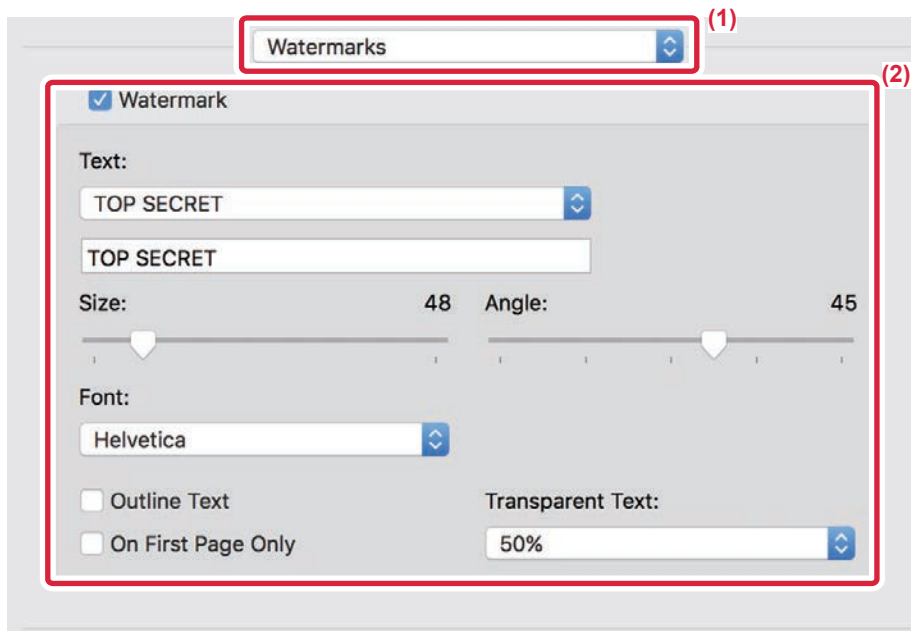 (1)
Watermarks
(2)
Watermark
Text:
TOP SECRET
TOP SECRET
Size: 48 Angle: 45
Font:
Helvetica
Outline Text Transparent Text:
On First Page Only 50%